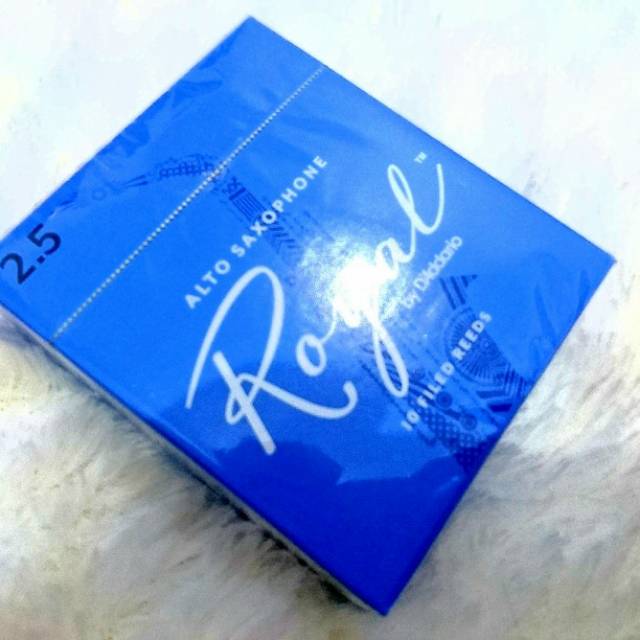 2.5
ALTO SAXOPHONE
Royal™
by D'Addario
10 FILED REEDS